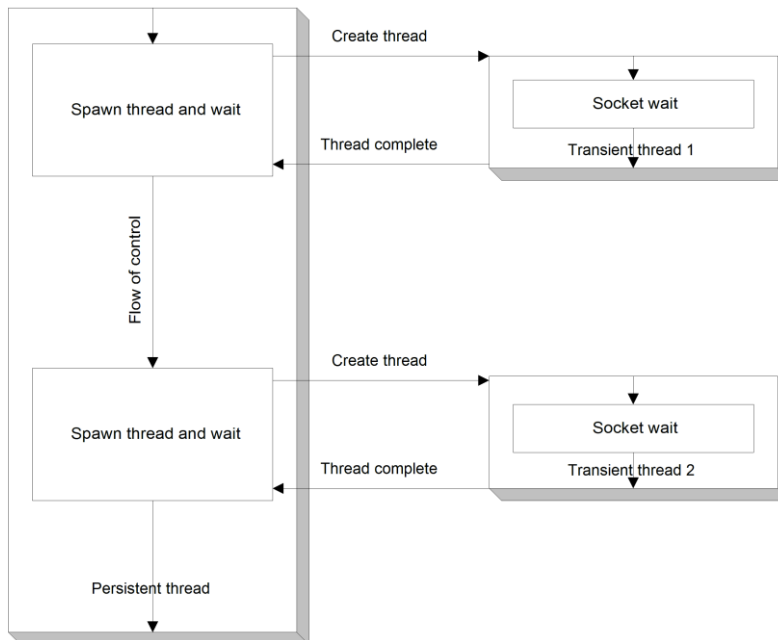 Create thread
Spawn thread and wait
Socket wait
Thread complete
Transient thread 1
Flow of control
Create thread
Spawn thread and wait
Socket wait
Thread complete
Transient thread 2
Persistent thread